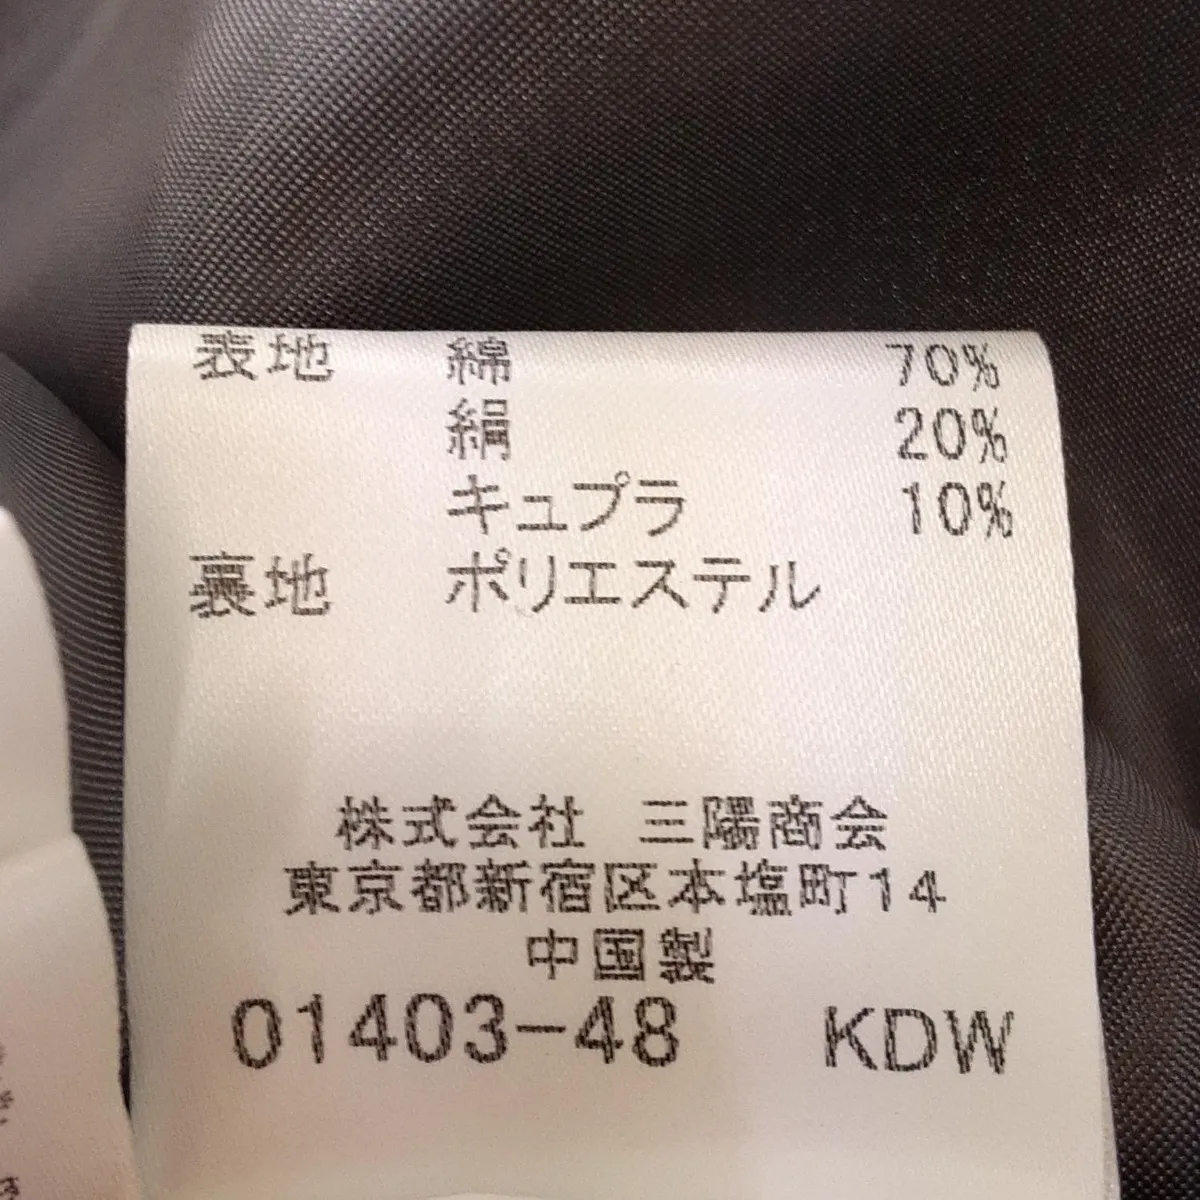 表地 綿 70%
絹 20%
キュプラ 10%
裏地 ポリエステル
株式会社 三陽商会
東京都新宿区本塩町14
中国製
01403-48 KDW